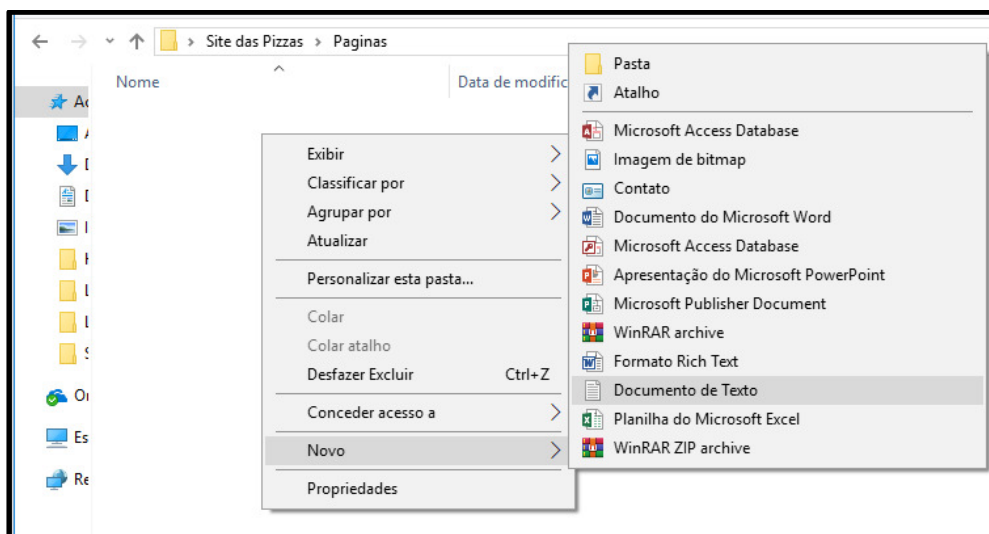 Site das Pizzas > Paginas
Nome
Data de modific
Exibir
Classificar por
Agrupar por
Atualizar
Personalizar esta pasta...
Colar
Colar atalho
Desfazer Excluir Ctrl+Z
Conceder acesso a
Novo
Propriedades
Pasta
Atalho
Microsoft Access Database
Imagem de bitmap
Contato
Documento do Microsoft Word
Microsoft Access Database
Apresentação do Microsoft PowerPoint
Microsoft Publisher Document
WinRAR archive
Formato Rich Text
Documento de Texto
Planilha do Microsoft Excel
WinRAR ZIP archive